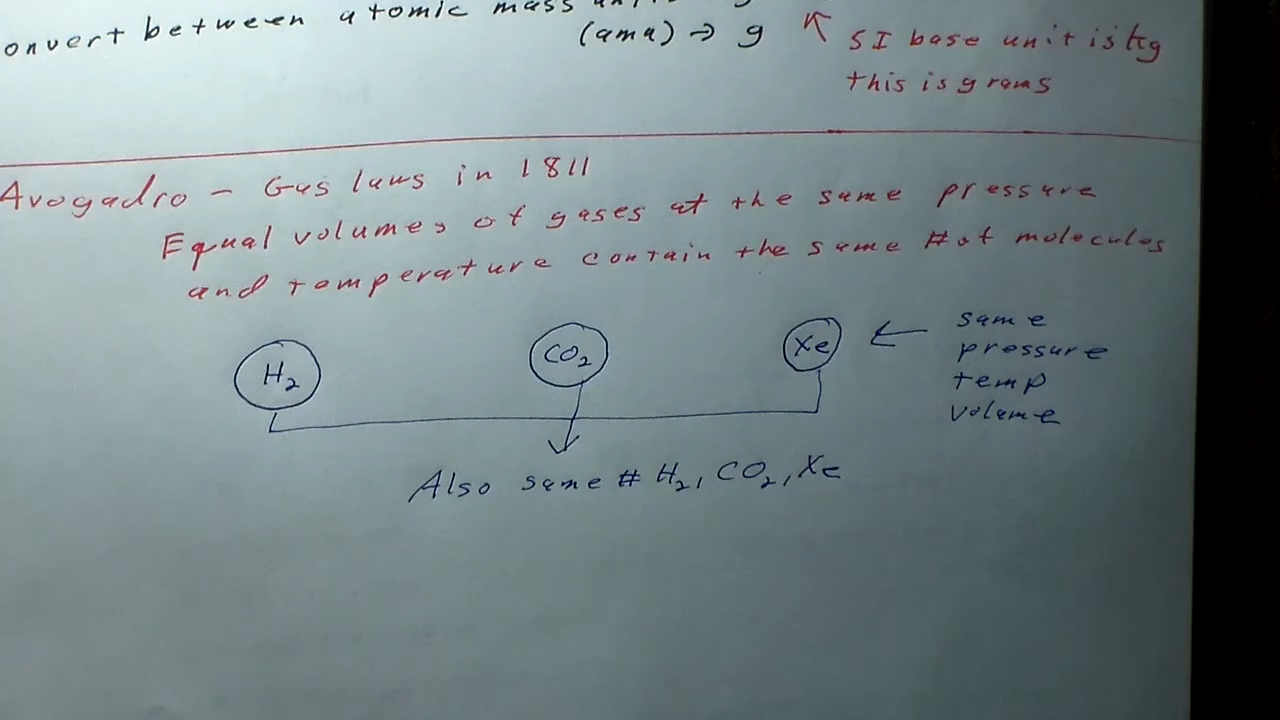 onvert between atomic mass
(amu) → g ↖ SI base unit is kg
this is grams
Avogadro - Gas laws in 1811
Equal volumes of gases at the same pressure
and temperature contain the same # of molecules
H₂ CO₂ Xe ← same
pressure
temp
volume
Also same # H₂, CO₂, Xe